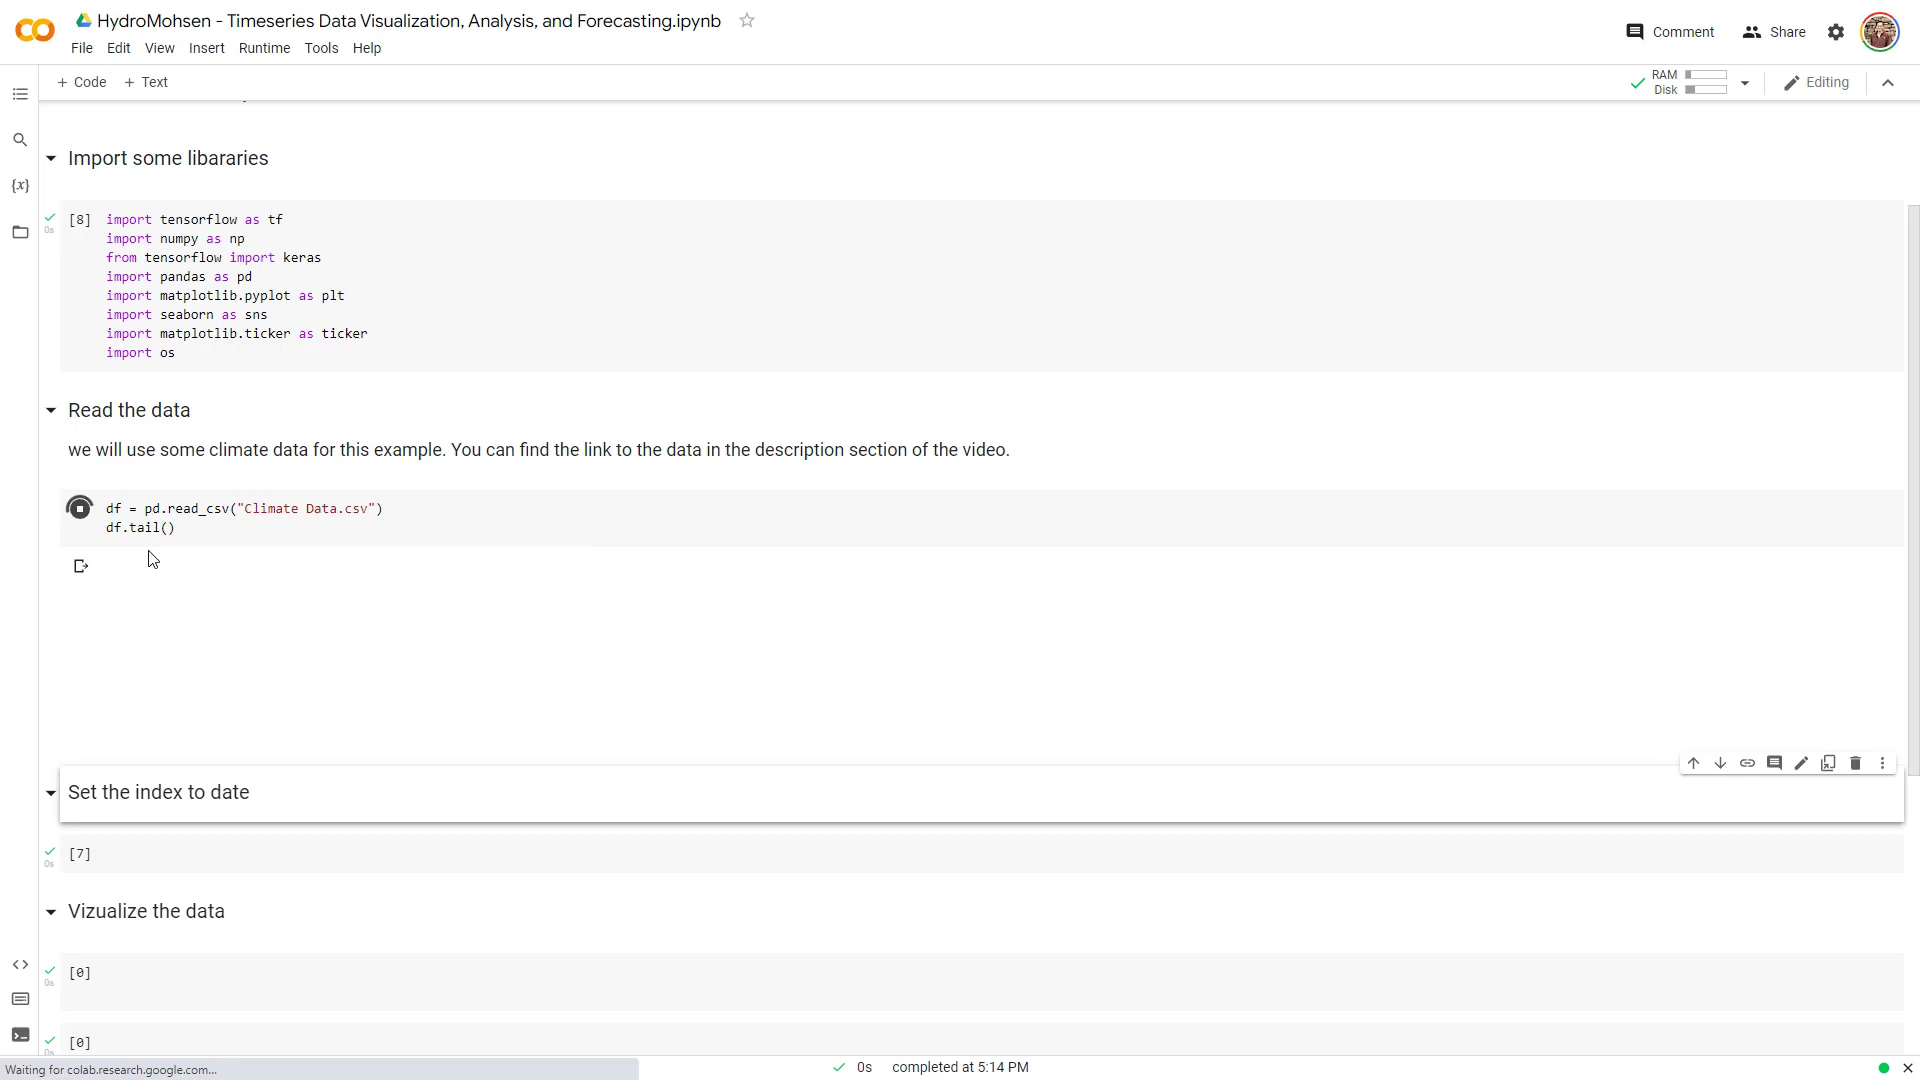 HydroMohsen - Timeseries Data Visualization, Analysis, and Forecasting.ipynb
File Edit View Insert Runtime Tools Help
Comment
Share
+ Code + Text
RAM
Disk
Editing
Import some libararies
[8] import tensorflow as tf
import numpy as np
from tensorflow import keras
import pandas as pd
import matplotlib.pyplot as plt
import seaborn as sns
import matplotlib.ticker as ticker
import os
0s
Read the data
we will use some climate data for this example. You can find the link to the data in the description section of the video.
df = pd.read_csv("Climate Data.csv")
df.tail()
Set the index to date
[7]
0s
Vizualize the data
[0]
0s
[0]
0s
Waiting for colab.research.google.com...
0s completed at 5:14 PM